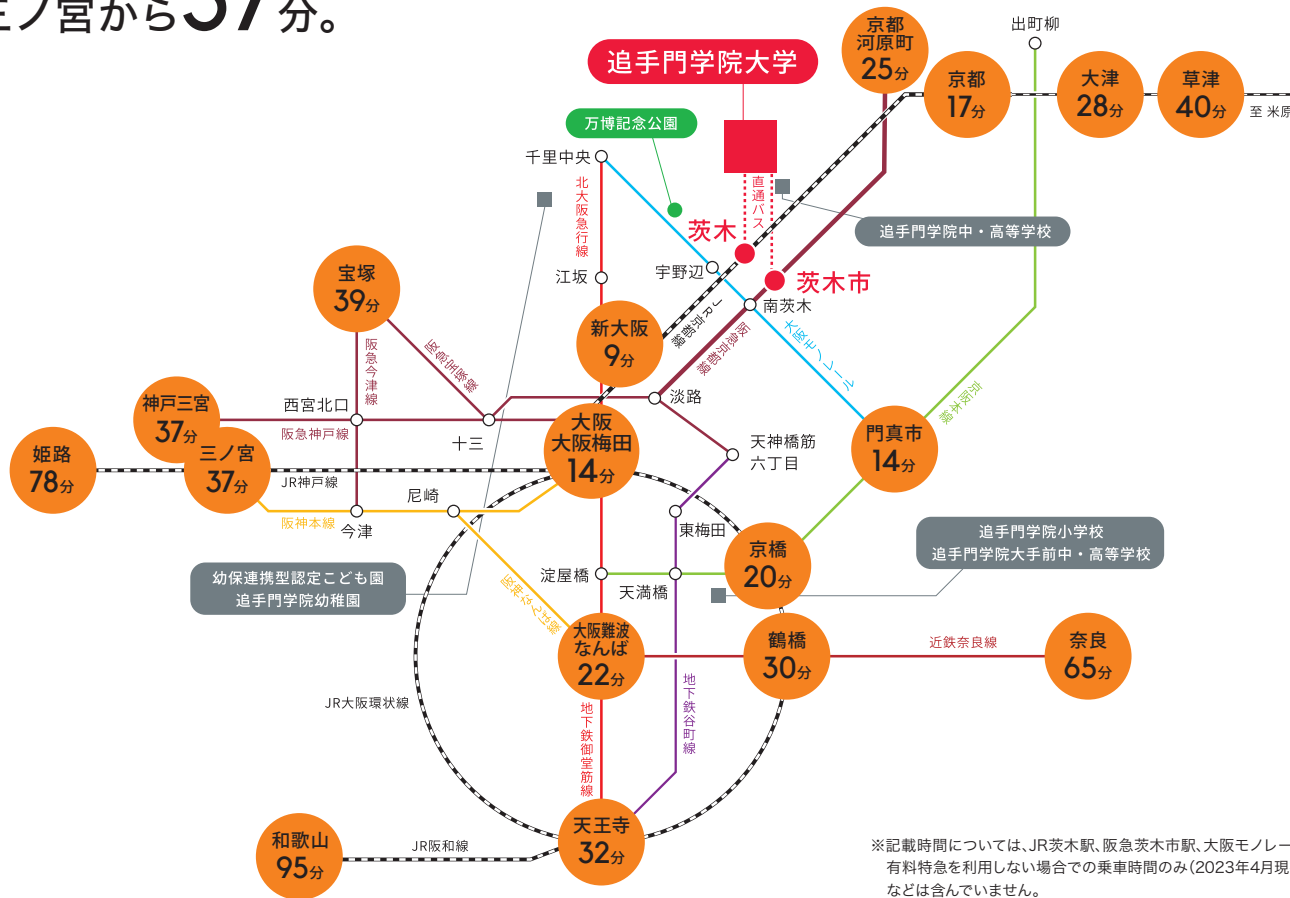 三ノ宮から37分。
追手門学院大学
京都
河原町
25分
出町柳
京都
17分
大津
28分
草津
40分
至 米原
万博記念公園
千里中央
北大阪急行線
直通バス
追手門学院中・高等学校
茨木
宇野辺
江坂
茨木市
南茨木
宝塚
39分
新大阪
9分
JR京都線
阪急京都線
大阪モノレール
京阪本線
阪急今津線
阪急宝塚線
淡路
神戸三宮
37分
西宮北口
阪急神戸線
十三
大阪
大阪梅田
14分
天神橋筋
六丁目
門真市
14分
姫路
78分
三ノ宮
37分
JR神戸線
尼崎
阪神本線
今津
東梅田
京橋
20分
追手門学院小学校
追手門学院大手前中・高等学校
幼保連携型認定こども園
追手門学院幼稚園
淀屋橋
天満橋
阪神なんば線
大阪難波
なんば
22分
鶴橋
30分
近鉄奈良線
奈良
65分
JR大阪環状線
地下鉄御堂筋線
地下鉄谷町線
天王寺
32分
和歌山
95分
JR阪和線
※記載時間については、JR茨木駅、阪急茨木市駅、大阪モノレー
有料特急を利用しない場合での乗車時間のみ（2023年4月現
などは含んでいません。